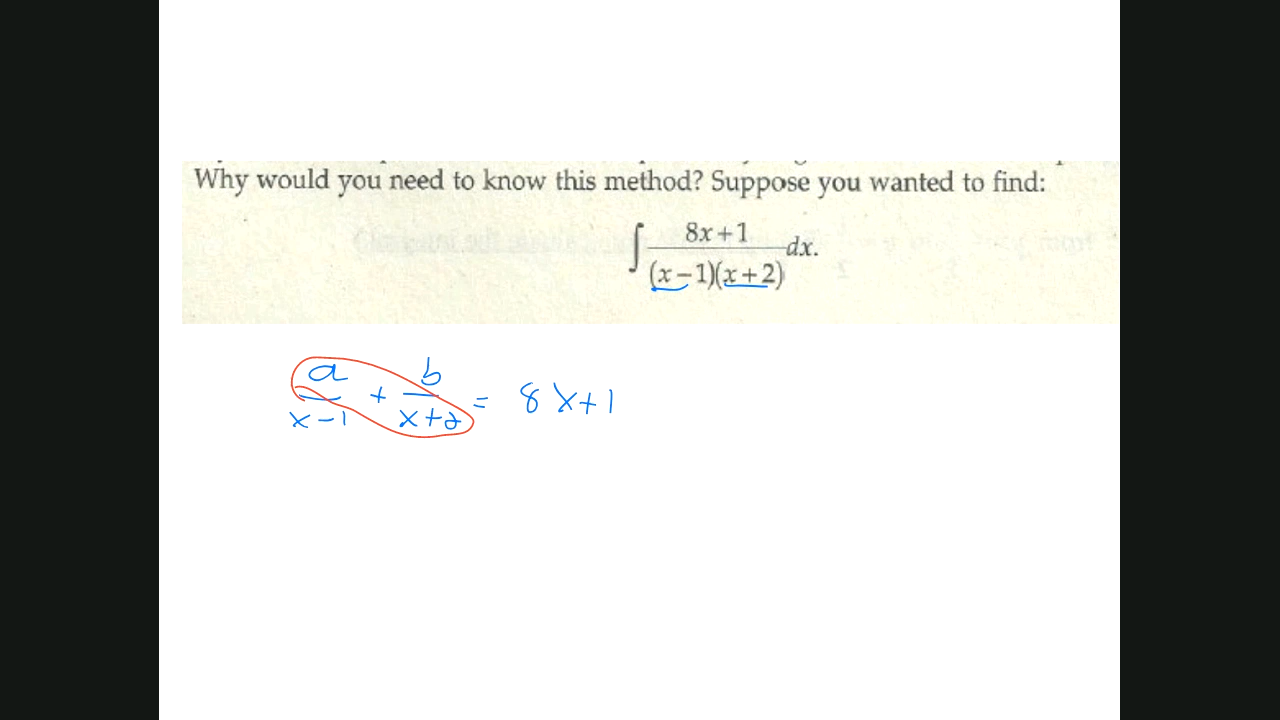 Why would you need to know this method? Suppose you wanted to find:
∫ 8x+1 / (x−1)(x+2) dx.
a / x−1 + b / x+2 = 8x+1